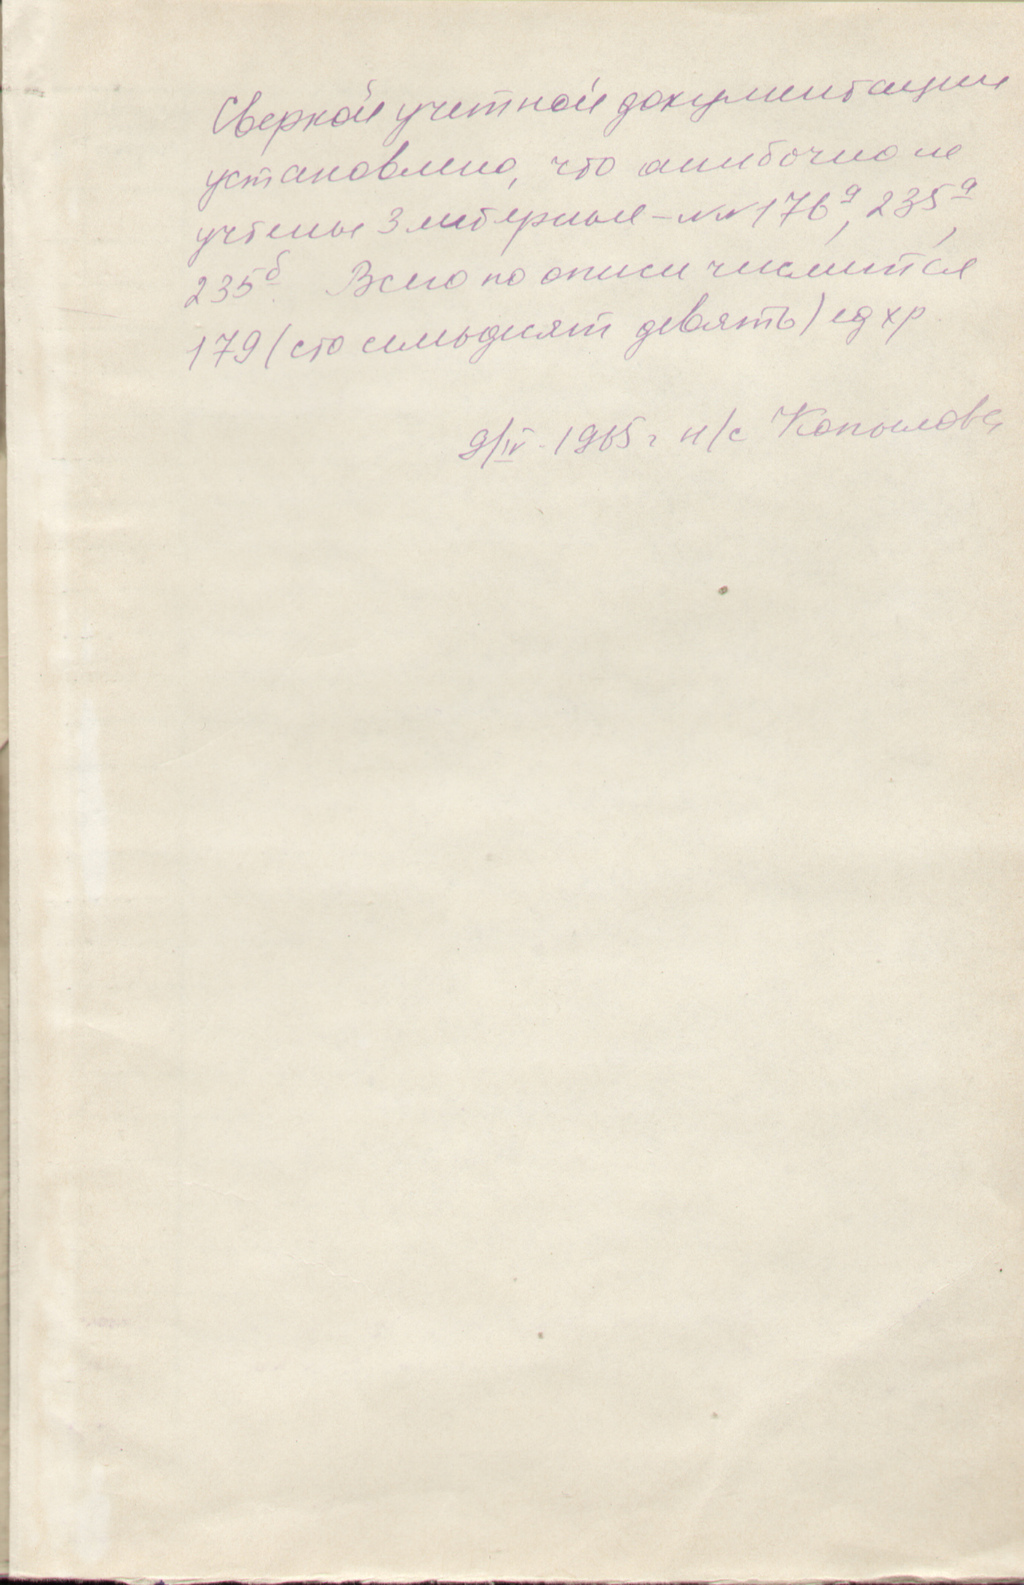 Сверкой учетной документации
установлено, что ошибочно не
учтены 3 литерные – №№ 176а, 235а,
235б. Всего по описи числится
179 (сто семьдесят девять) ед хр.
9/IV - 1965 г н/с Копылова